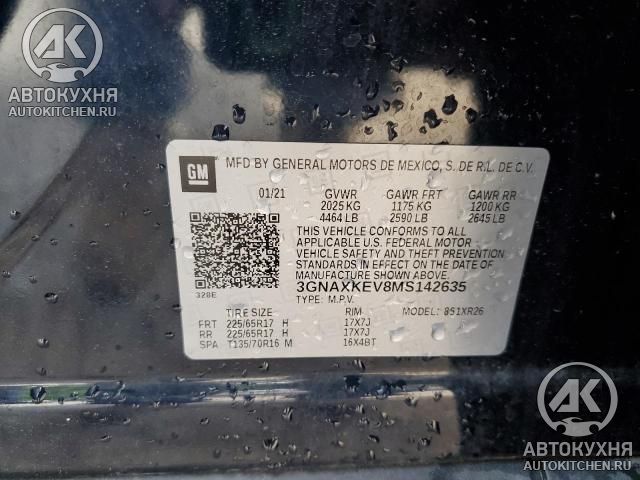 AK
АВТОКУХНЯ
AUTOKITCHEN.RU
GM
MFD BY GENERAL MOTORS DE MEXICO, S. DE R.L. DE C.V.
01/21 GVWR GAWR FRT GAWR RR
2025 KG 1175 KG 1200 KG
4464 LB 2590 LB 2645 LB
THIS VEHICLE CONFORMS TO ALL
APPLICABLE U.S. FEDERAL MOTOR
VEHICLE SAFETY AND THEFT
PREVENTION STANDARDS IN EFFECT
ON THE DATE OF MANUFACTURE
SHOWN ABOVE.
328E
3GNAXKEV8MS142635
TYPE: M.P.V. MODEL: 851XR26
TIRE SIZE RIM
FRT 225/65R17 H 17X7J
RR 225/65R17 H 17X7J
SPA T135/70R16 M 16X4BT
AK
АВТОКУХНЯ
AUTOKITCHEN.RU